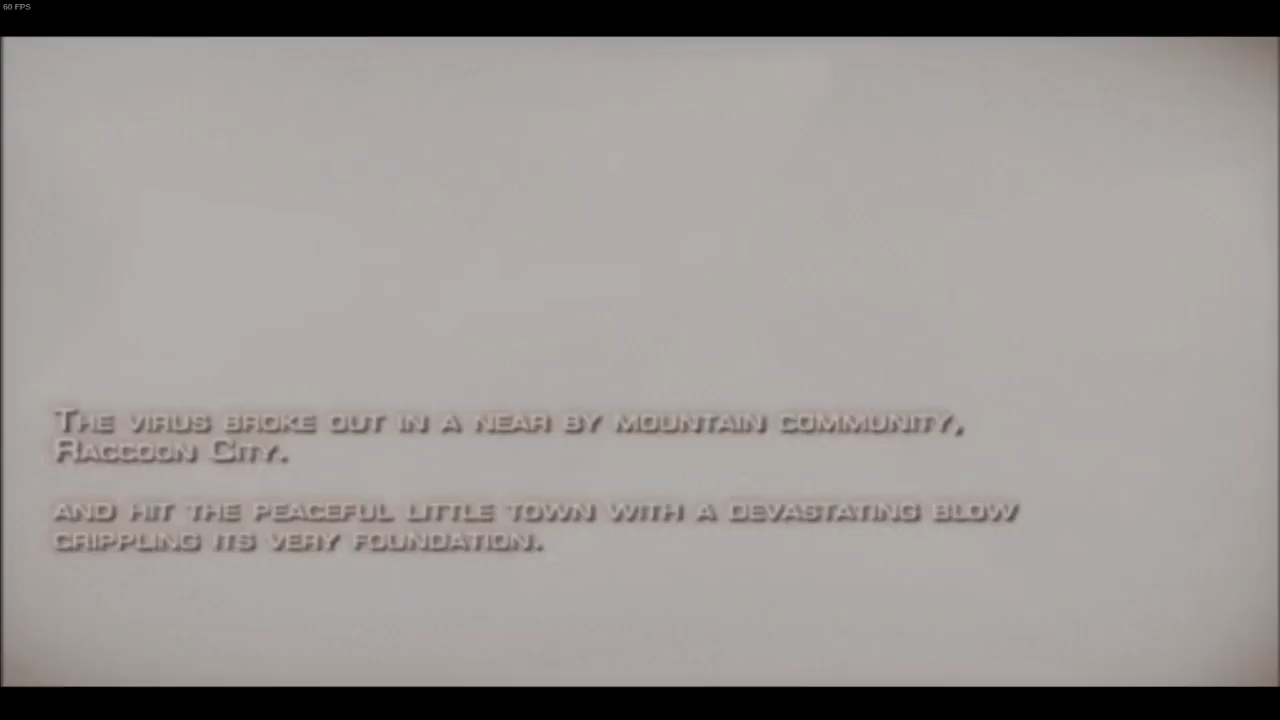 60 FPS
The virus broke out in a near by mountain community,
Raccoon City.
and hit the peaceful little town with a devastating blow
crippling its very foundation.